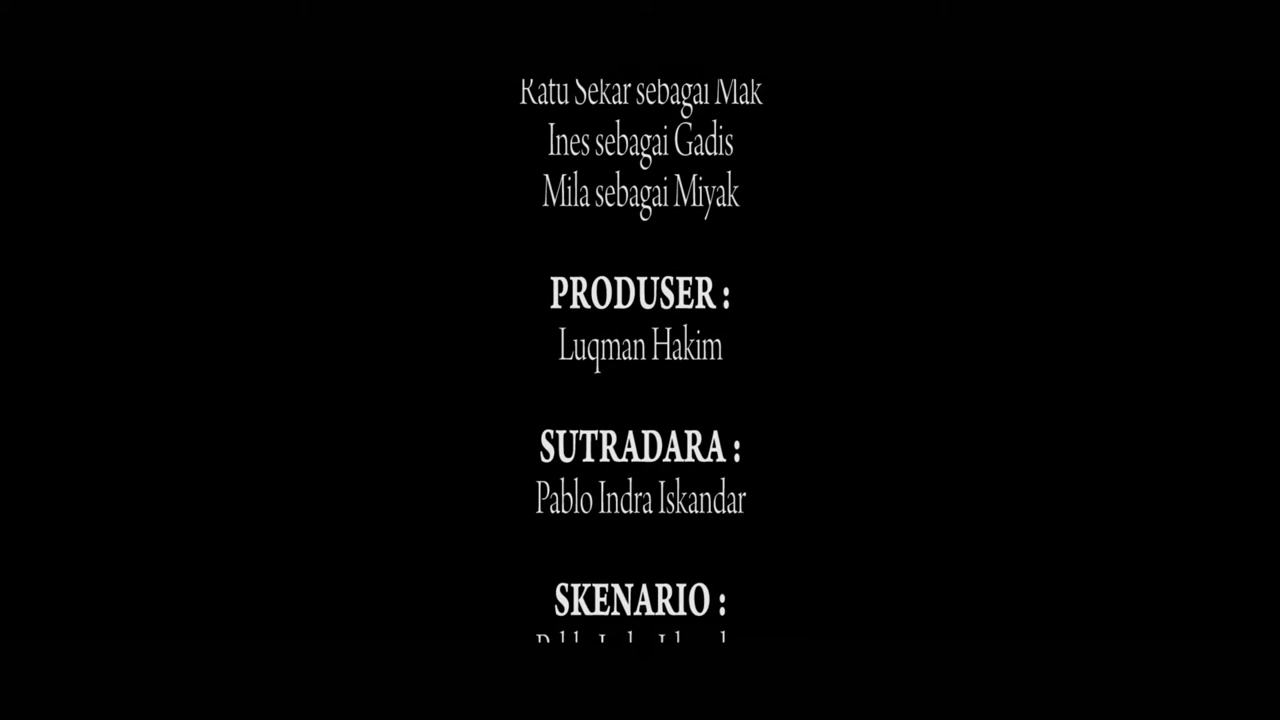 Ratu Sekar sebagai Mak
Ines sebagai Gadis
Mila sebagai Miyak
PRODUSER :
Luqman Hakim
SUTRADARA :
Pablo Indra Iskandar
SKENARIO :